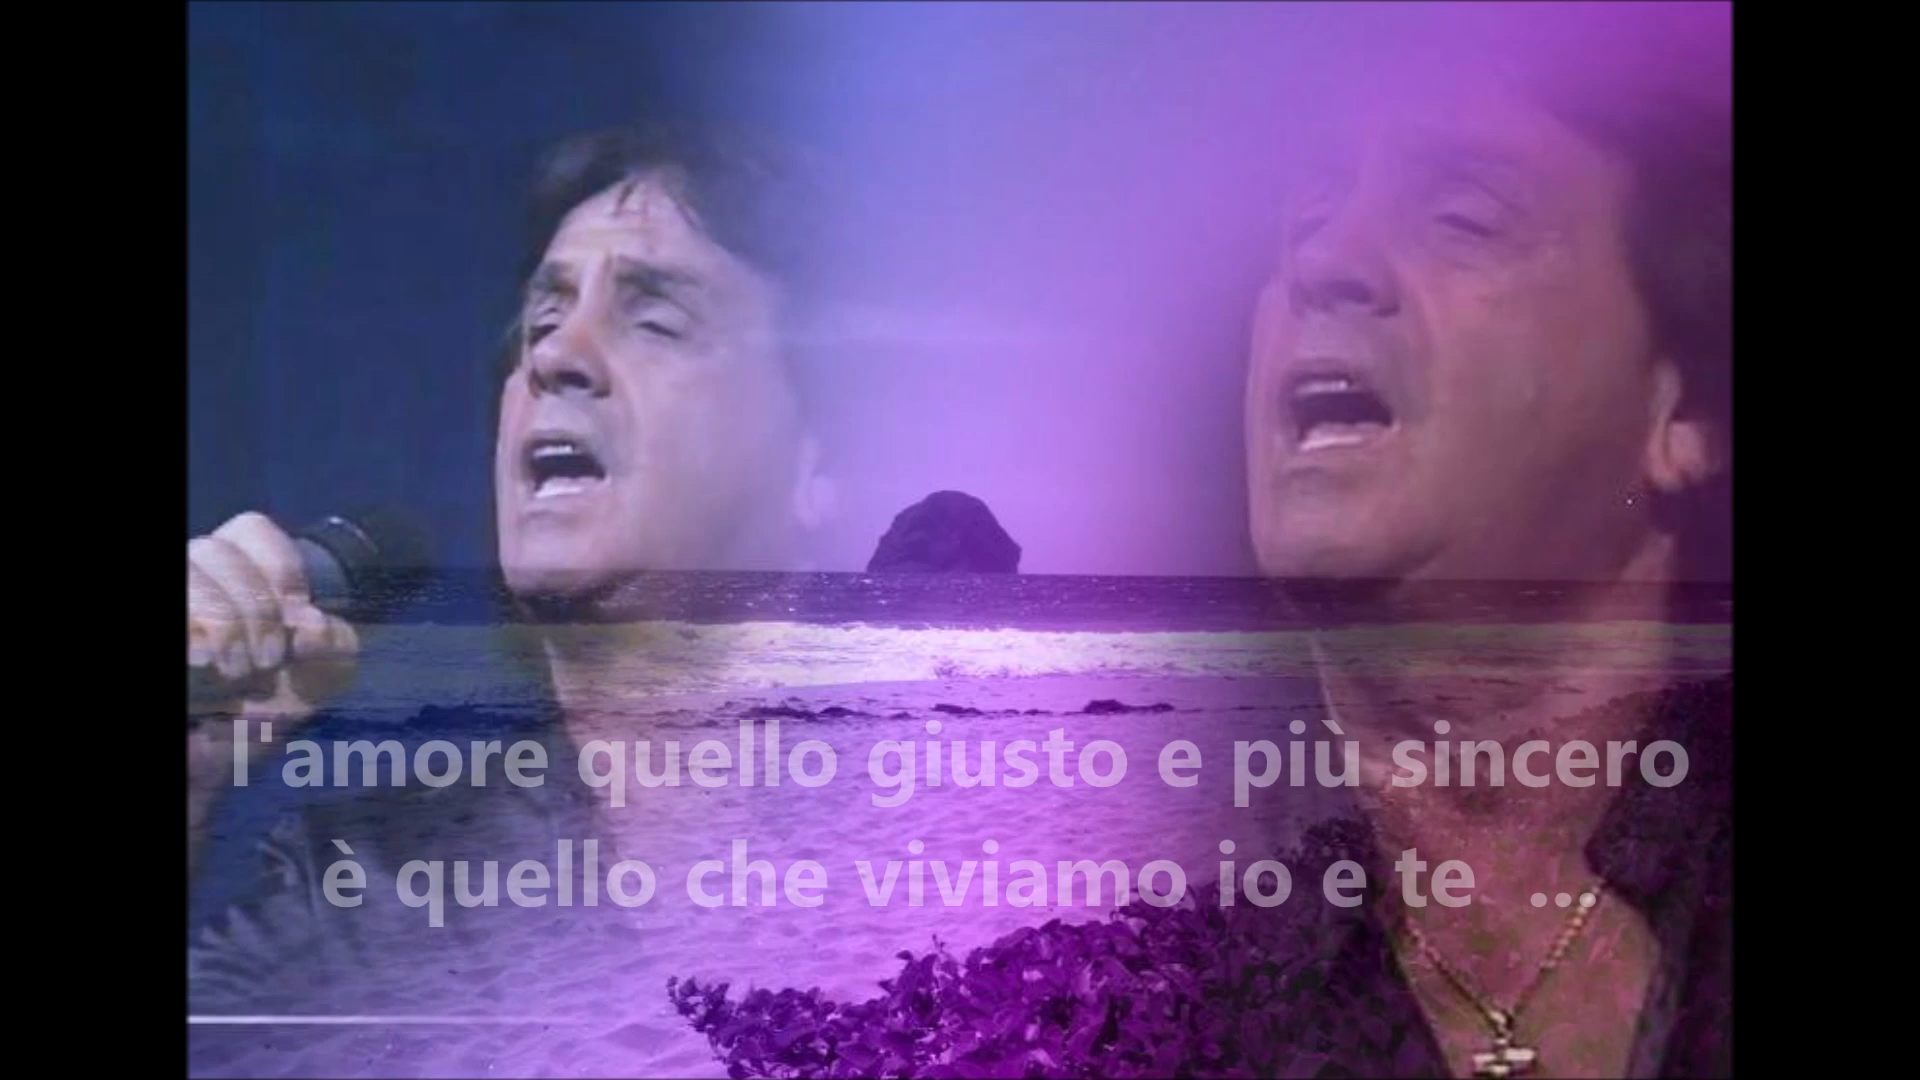 l'amore quello giusto e più sincero
è quello che viviamo io e te ...